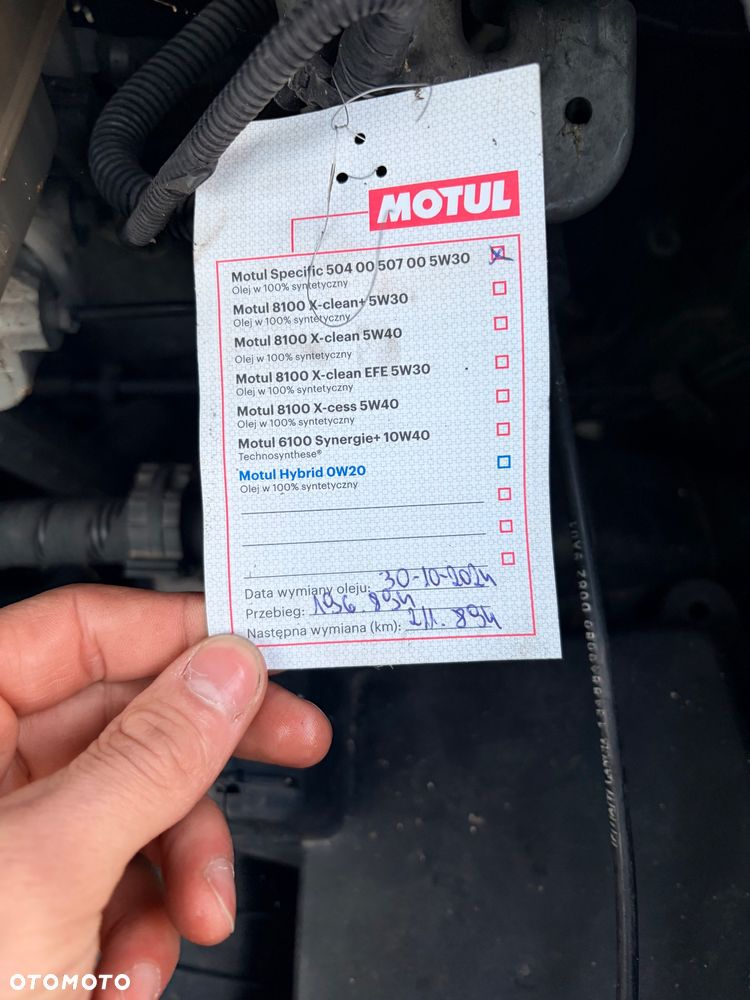 MOTUL
Motul Specific 504 00 507 00 5W30
Olej w 100% syntetyczny
Motul 8100 X-clean+ 5W30
Olej w 100% syntetyczny
Motul 8100 X-clean 5W40
Olej w 100% syntetyczny
Motul 8100 X-clean EFE 5W30
Olej w 100% syntetyczny
Motul 8100 X-cess 5W40
Olej w 100% syntetyczny
Motul 6100 Synergie+ 10W40
Technosynthese®
Motul Hybrid 0W20
Olej w 100% syntetyczny
Data wymiany oleju: 30-10-2024
Przebieg: 196.894
Następna wymiana (km): 211.894
OTOMOTO